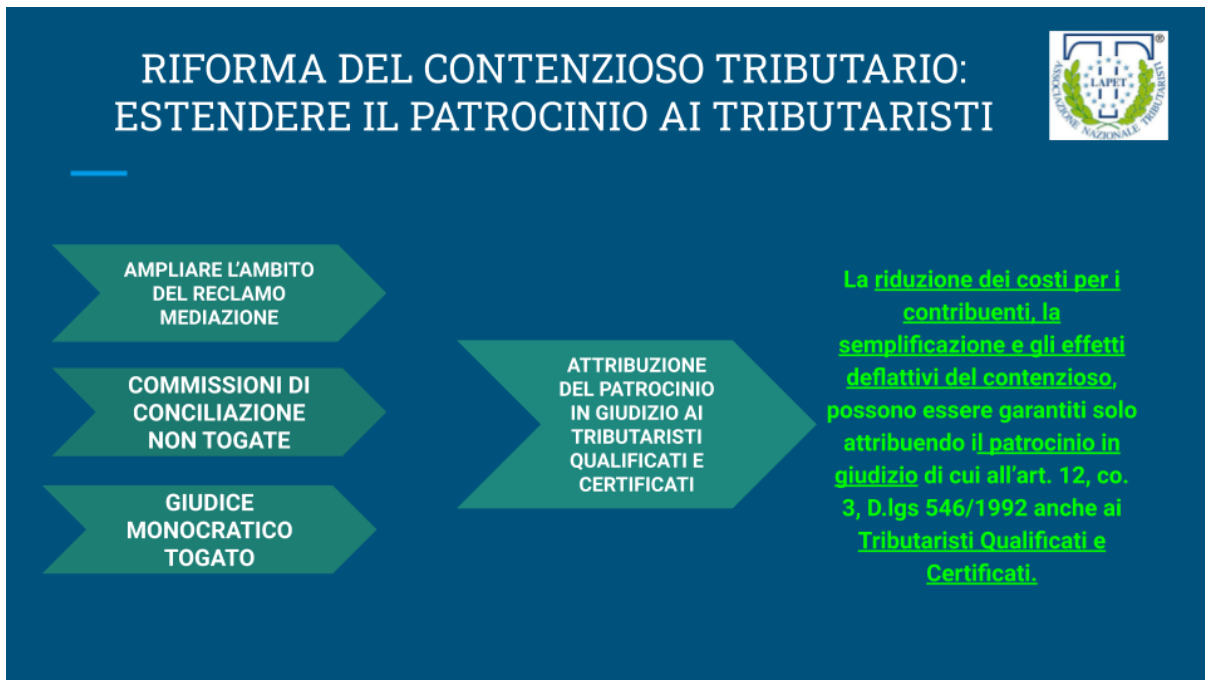 RIFORMA DEL CONTENZIOSO TRIBUTARIO:
ESTENDERE IL PATROCINIO AI TRIBUTARISTI
ASSOCIAZIONE NAZIONALE TRIBUTARISTI
LAPET
®
AMPLIARE L'AMBITO
DEL RECLAMO
MEDIAZIONE
COMMISSIONI DI
CONCILIAZIONE
NON TOGATE
GIUDICE
MONOCRATICO
TOGATO
ATTRIBUZIONE
DEL PATROCINIO
IN GIUDIZIO AI
TRIBUTARISTI
QUALIFICATI E
CERTIFICATI
La riduzione dei costi per i
contribuenti, la
semplificazione e gli effetti
deflattivi del contenzioso,
possono essere garantiti solo
attribuendo il patrocinio in
giudizio di cui all'art. 12, co.
3, D.lgs 546/1992 anche ai
Tributaristi Qualificati e
Certificati.